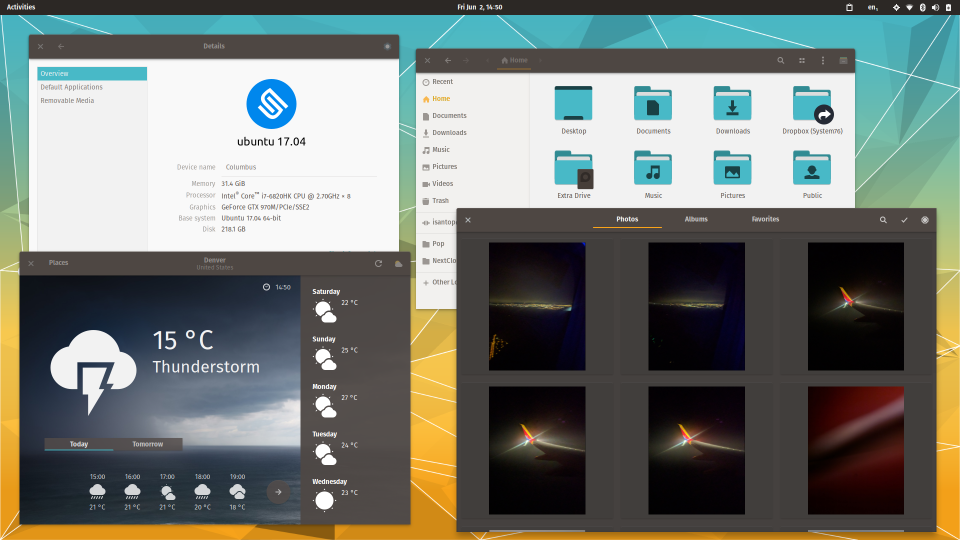 Activities
Fri Jun 2, 14:50
en
Details
Overview
Default Applications
Removable Media
ubuntu 17.04
Device name Columbus
Memory 31.4 GiB
Processor Intel® Core™ i7-6820HK CPU @ 2.70GHz × 8
Graphics GeForce GTX 970M/PCIe/SSE2
Base system Ubuntu 17.04 64-bit
Disk 218.1 GB
Home
Recent
Home
Documents
Downloads
Music
Pictures
Videos
Trash
isantop
Pop
NextClo
Other Lo
Desktop
Documents
Downloads
Dropbox (System76)
Extra Drive
Music
Pictures
Public
Places
Denver
United States
14:50
15 °C
Thunderstorm
Today
Tomorrow
15:00 16:00 17:00 18:00 19:00
21 °C 21 °C 21 °C 20 °C 18 °C
Saturday
22 °C
Sunday
25 °C
Monday
27 °C
Tuesday
24 °C
Wednesday
23 °C
Photos
Albums
Favorites